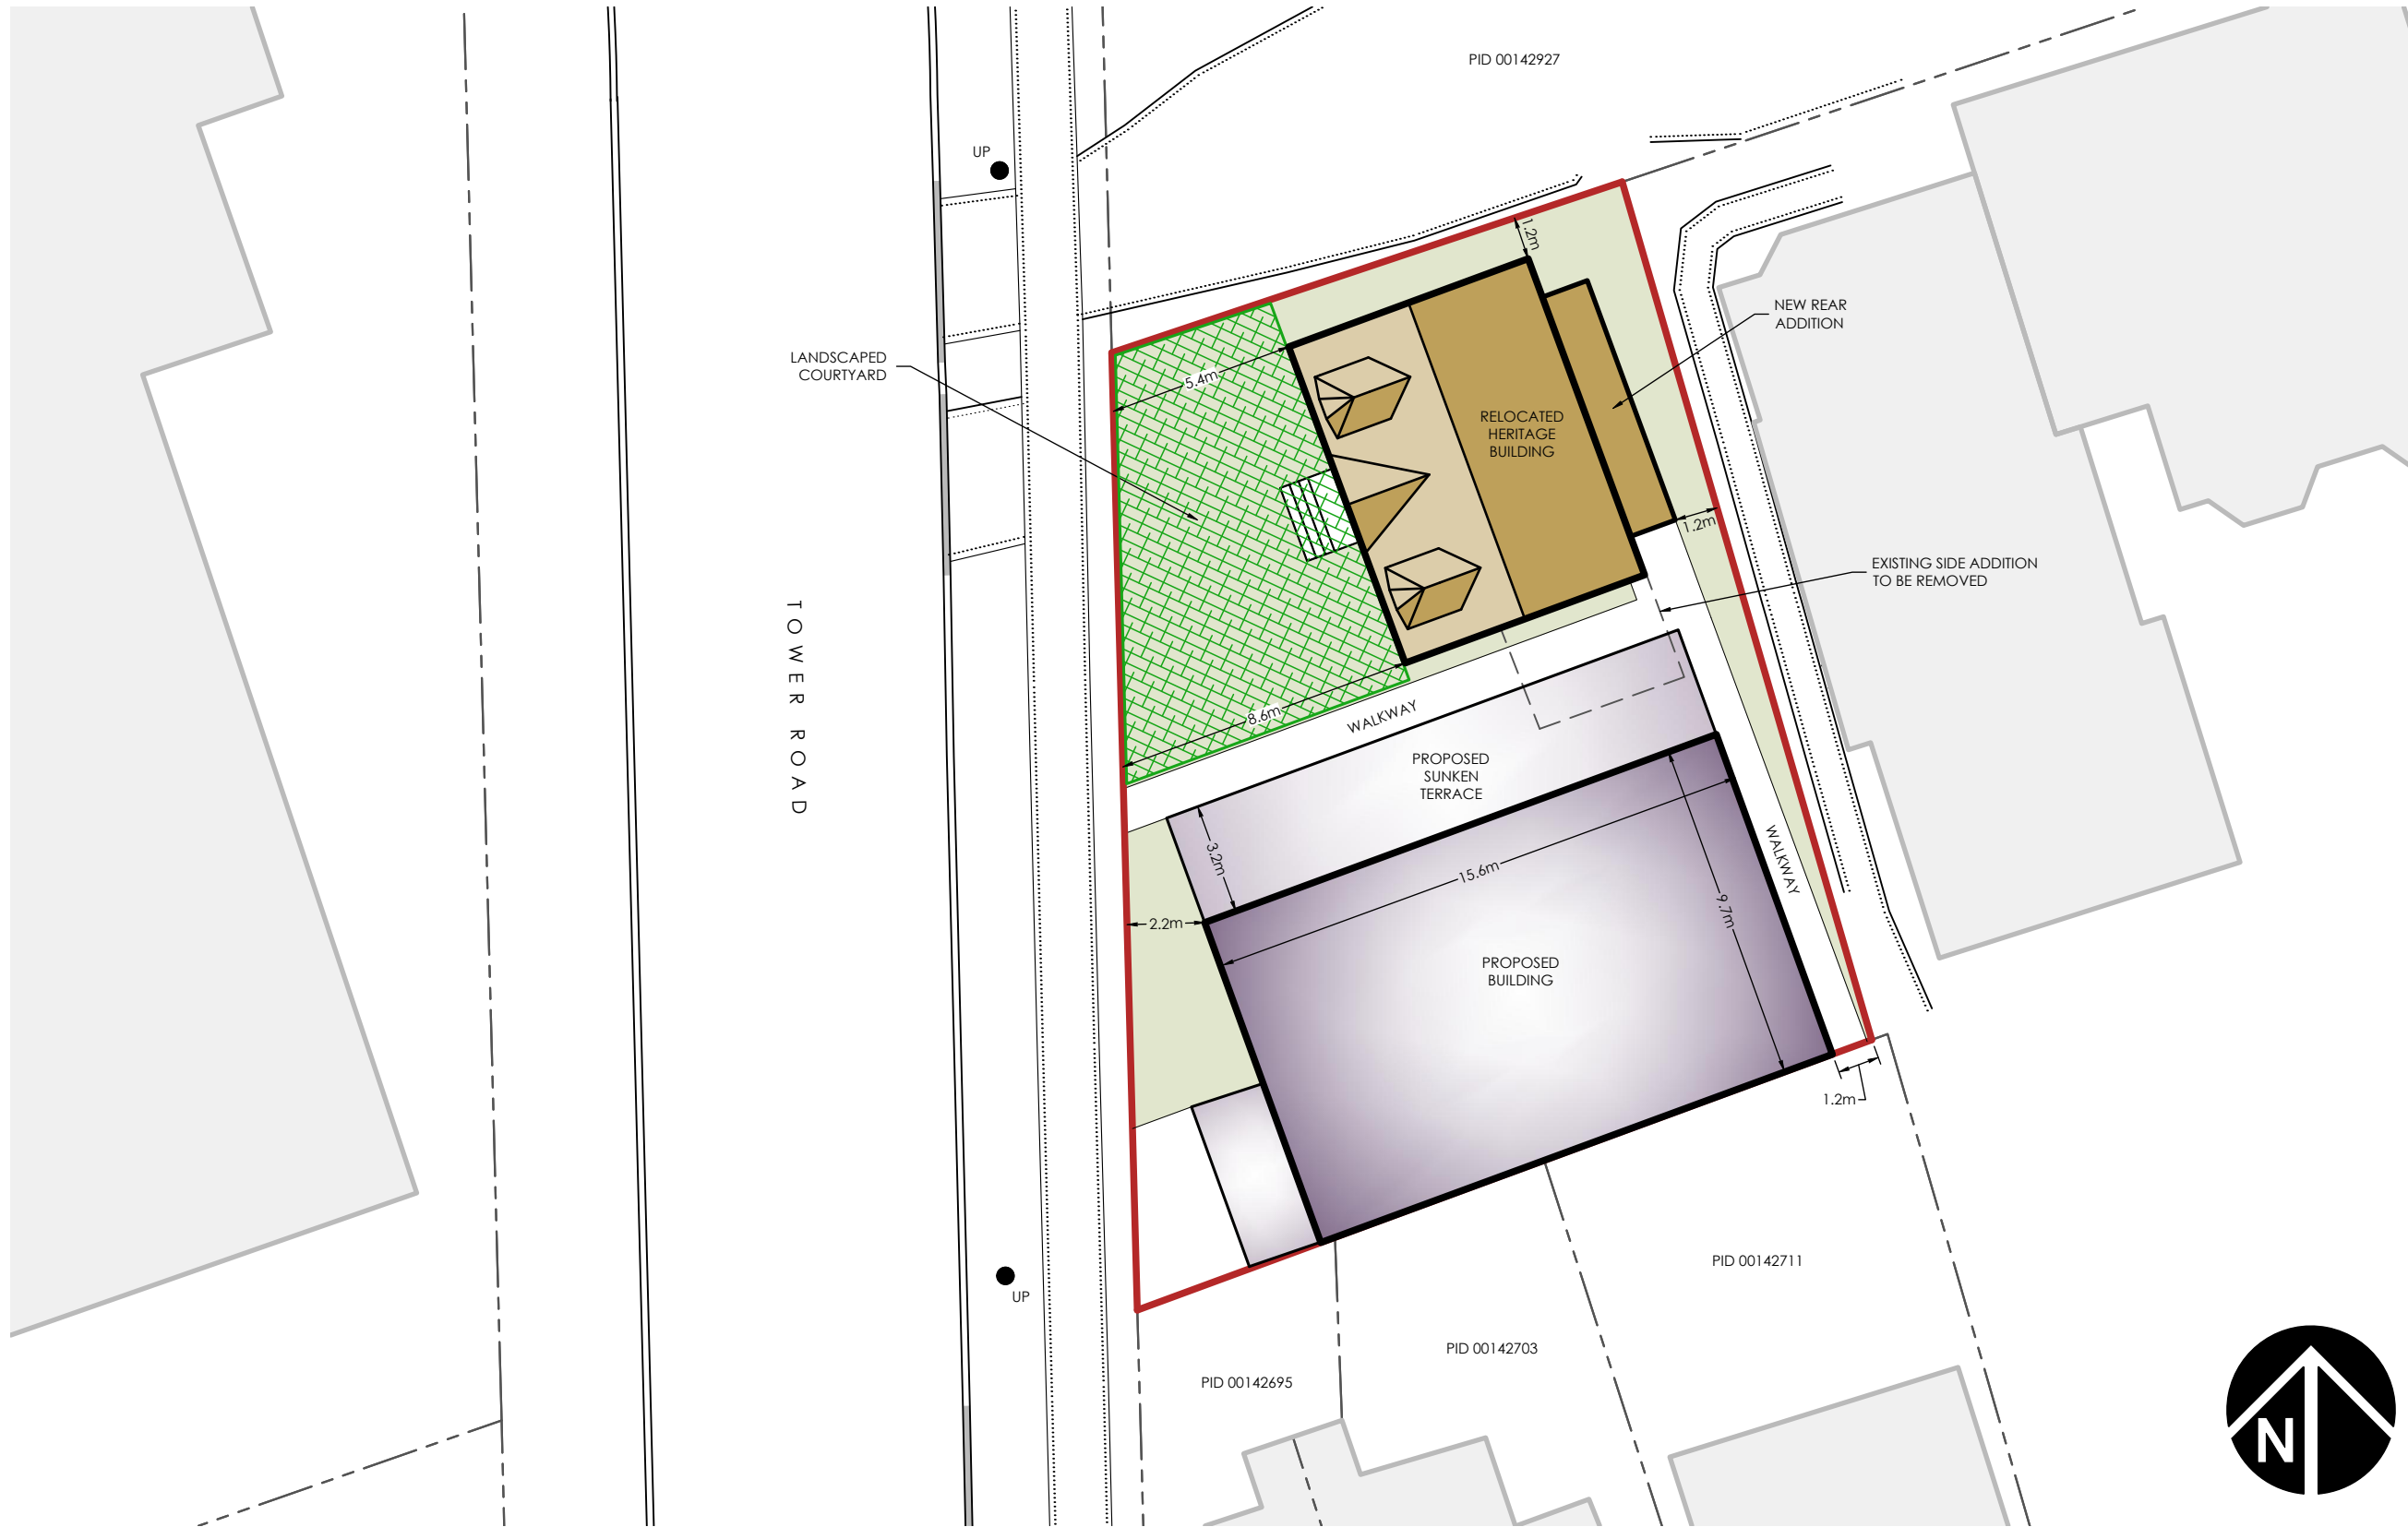 PID 00142927
UP
1.2m
NEW REAR
ADDITION
LANDSCAPED
COURTYARD
5.4m
RELOCATED
HERITAGE
BUILDING
1.2m
EXISTING SIDE ADDITION
TO BE REMOVED
TOWER ROAD
8.6m
WALKWAY
PROPOSED
SUNKEN
TERRACE
3.2m
15.6m
WALKWAY
9.7m
2.2m
PROPOSED
BUILDING
1.2m
PID 00142711
UP
PID 00142703
PID 00142695
N